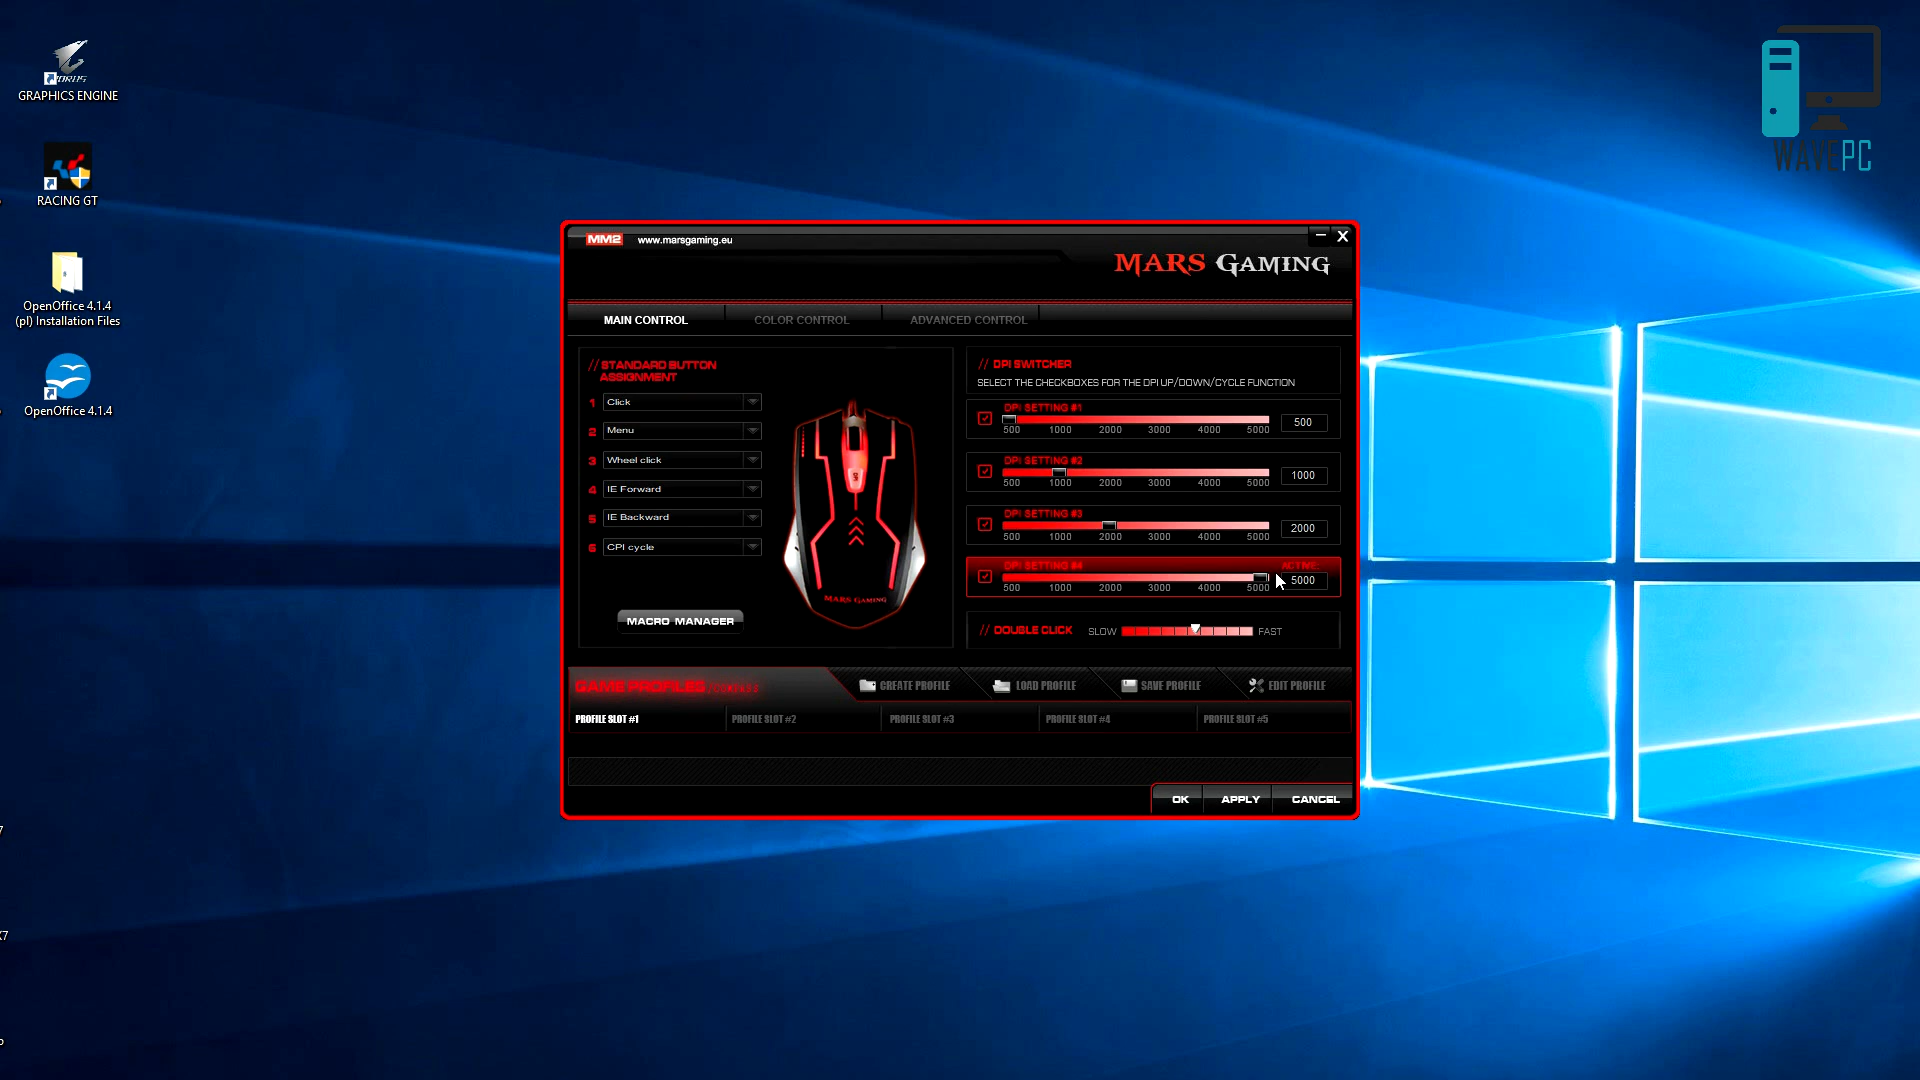 GRAPHICS ENGINE
RACING GT
OpenOffice 4.1.4
(pl) Installation Files
OpenOffice 4.1.4
WAVEPC
MM2
www.marsgaming.eu
MARS GAMING
MAIN CONTROL
COLOR CONTROL
ADVANCED CONTROL
// STANDARD BUTTON
ASSIGNMENT
1 Click
2 Menu
3 Wheel click
4 IE Forward
5 IE Backward
6 CPI cycle
MARS GAMING
MACRO MANAGER
// DPI SWITCHER
SELECT THE CHECKBOXES FOR THE DPI UP/DOWN/CYCLE FUNCTION
DPI SETTING #1
500 1000 2000 3000 4000 5000
500
DPI SETTING #2
500 1000 2000 3000 4000 5000
1000
DPI SETTING #3
500 1000 2000 3000 4000 5000
2000
DPI SETTING #4
ACTIVE
500 1000 2000 3000 4000 5000
5000
// DOUBLE CLICK SLOW FAST
GAME PROFILES
CREATE PROFILE
LOAD PROFILE
SAVE PROFILE
EDIT PROFILE
PROFILE SLOT #1
PROFILE SLOT #2
PROFILE SLOT #3
PROFILE SLOT #4
PROFILE SLOT #5
OK
APPLY
CANCEL